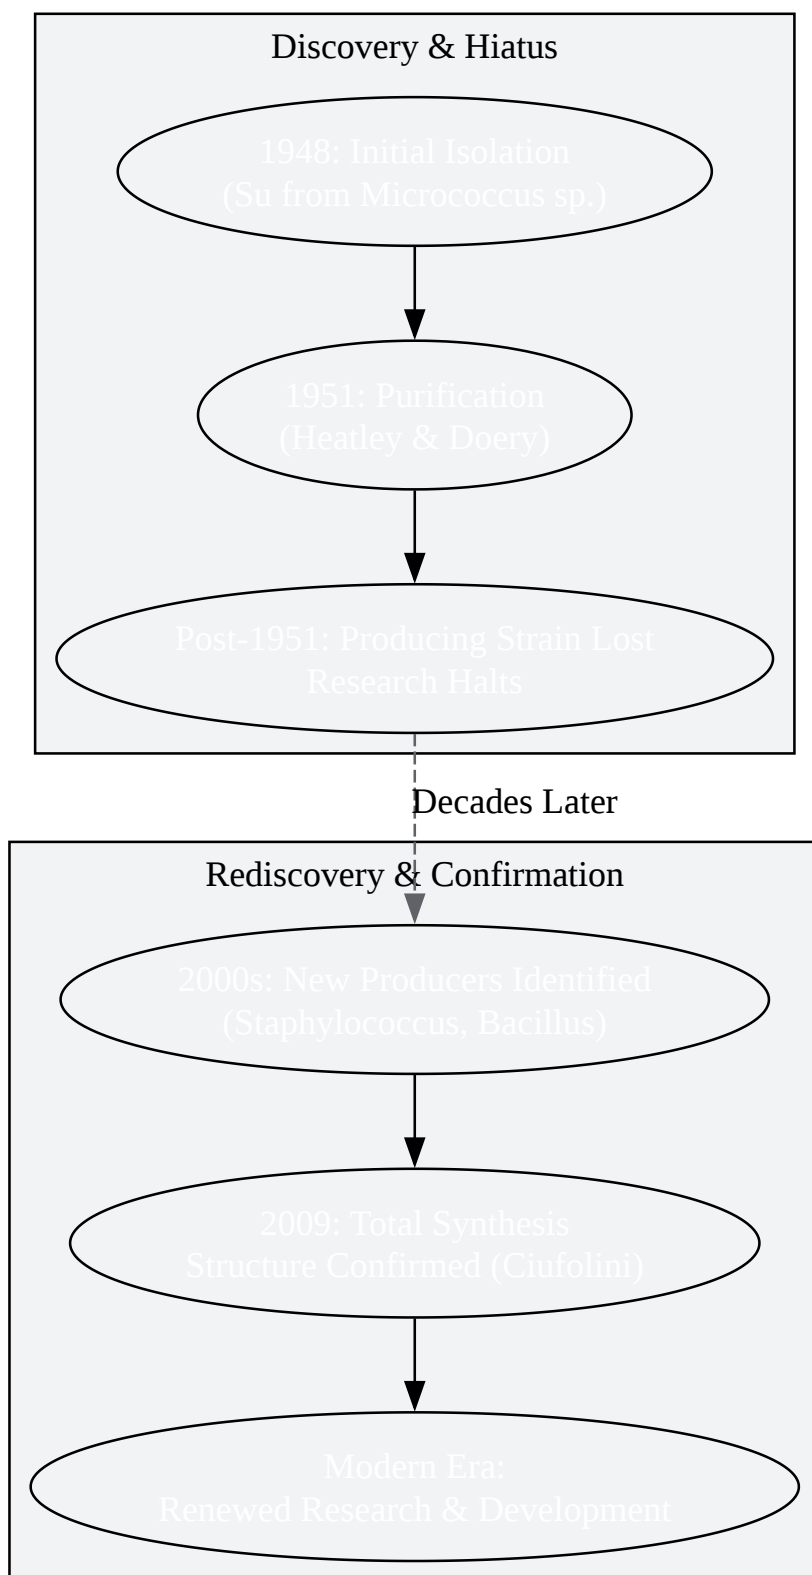 Discovery & Hiatus
1948: Initial Isolation
(Su from Micrococcus sp.)
1951: Purification
(Heatley & Doery)
Post-1951: Producing Strain Lost
Research Halts
Decades Later
Rediscovery & Confirmation
2000s: New Producers Identified
(Staphylococcus, Bacillus)
2009: Total Synthesis
Structure Confirmed (Ciufolini)
Modern Era:
Renewed Research & Development